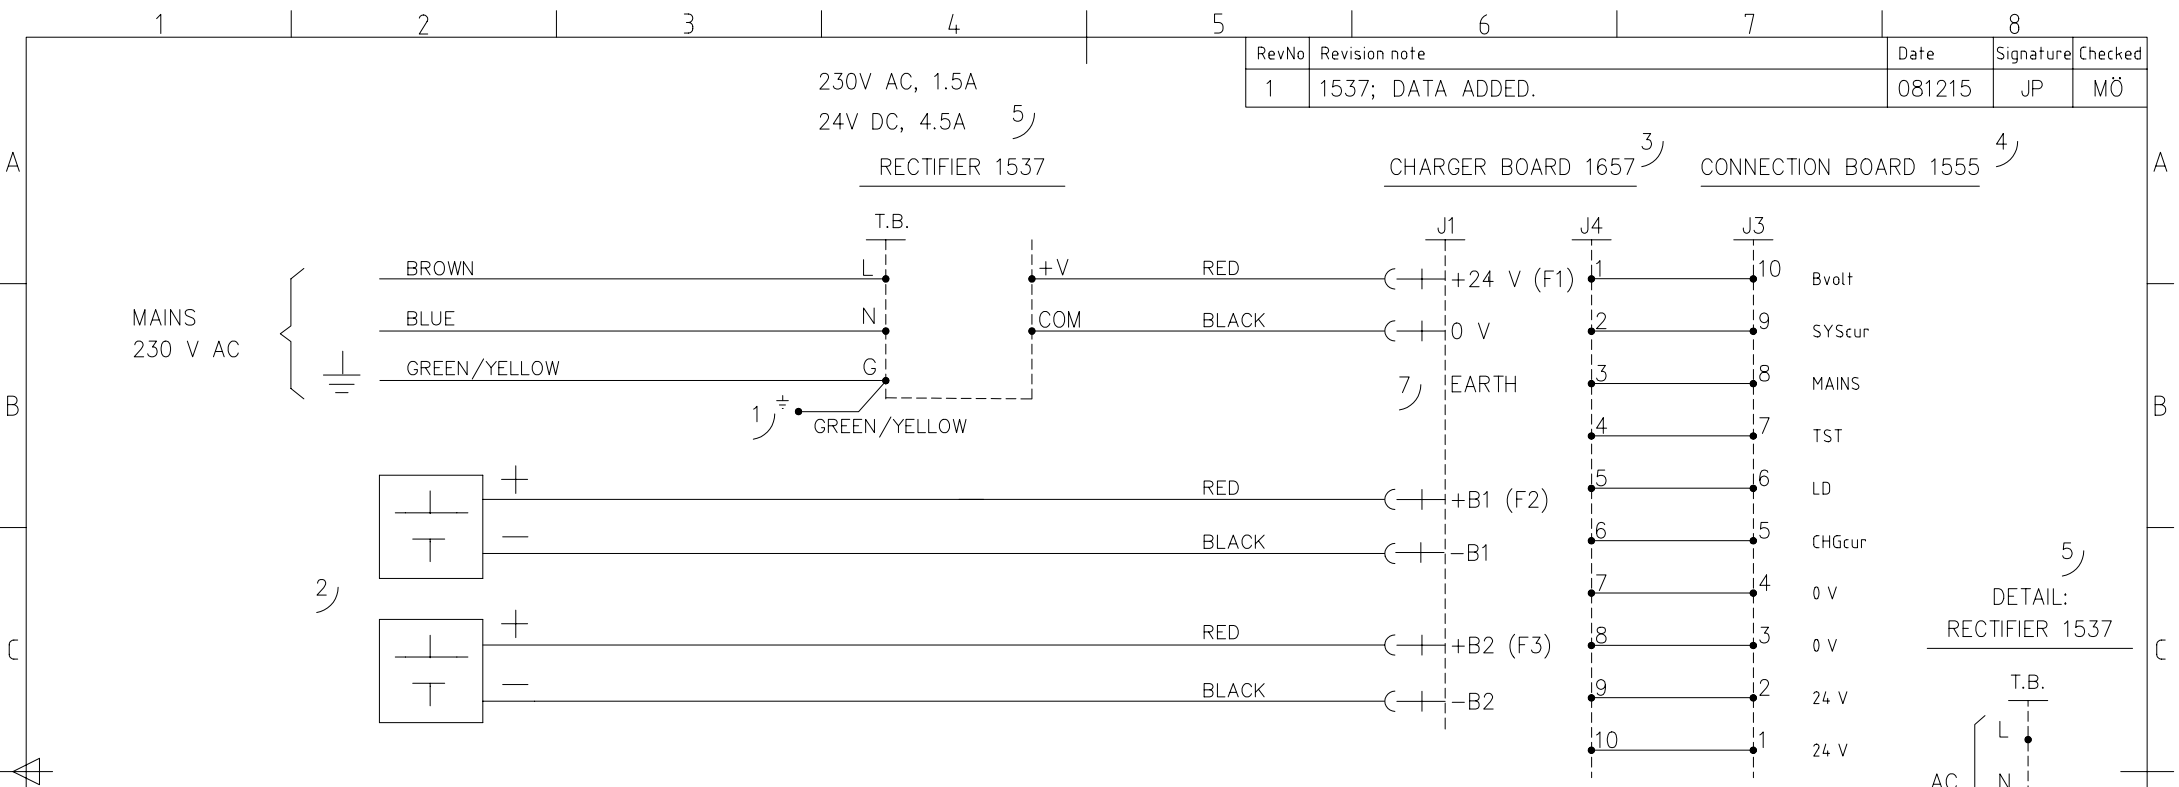 1 2 3 4 5 6 7 8
RevNo Revision note Date Signature Checked
1 1537; DATA ADDED. 081215 JP MÖ
230V AC, 1.5A
24V DC, 4.5A 5
RECTIFIER 1537
CHARGER BOARD 1657 3
CONNECTION BOARD 1555 4
A A
T.B. J1 J4 J3
BROWN L +V RED +24 V (F1) 1 10 Bvolt
MAINS
230 V AC
BLUE N COM BLACK 0 V 2 9 SYScur
GREEN/YELLOW G 7 EARTH 3 8 MAINS
B B
1 GREEN/YELLOW
4 7 TST
+ RED +B1 (F2) 5 6 LD
- BLACK -B1 6 5 CHGcur
2
7 4 0 V
+ RED +B2 (F3) 8 3 0 V
- BLACK -B2 9 2 24 V
10 1 24 V
C C
5
DETAIL:
RECTIFIER 1537
T.B.
L
AC N